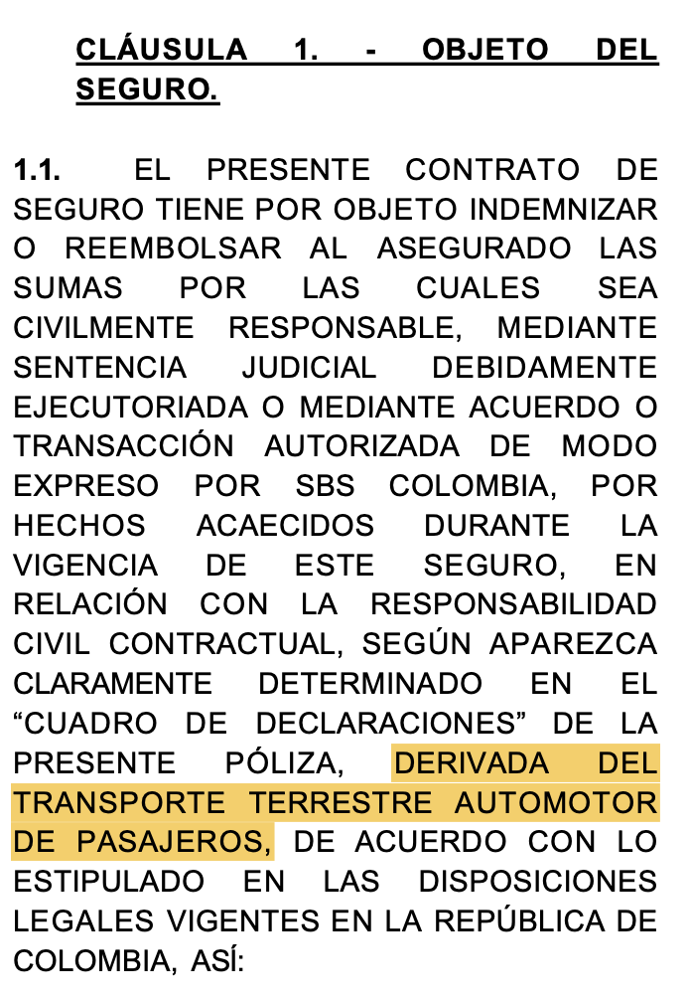 CLÁUSULA 1. - OBJETO DEL
SEGURO.
1.1. EL PRESENTE CONTRATO DE
SEGURO TIENE POR OBJETO INDEMNIZAR
O REEMBOLSAR AL ASEGURADO LAS
SUMAS POR LAS CUALES SEA
CIVILMENTE RESPONSABLE, MEDIANTE
SENTENCIA JUDICIAL DEBIDAMENTE
EJECUTORIADA O MEDIANTE ACUERDO O
TRANSACCIÓN AUTORIZADA DE MODO
EXPRESO POR SBS COLOMBIA, POR
HECHOS ACAECIDOS DURANTE LA
VIGENCIA DE ESTE SEGURO, EN
RELACIÓN CON LA RESPONSABILIDAD
CIVIL CONTRACTUAL, SEGÚN APAREZCA
CLARAMENTE DETERMINADO EN EL
“CUADRO DE DECLARACIONES” DE LA
PRESENTE PÓLIZA, DERIVADA DEL
TRANSPORTE TERRESTRE AUTOMOTOR
DE PASAJEROS, DE ACUERDO CON LO
ESTIPULADO EN LAS DISPOSICIONES
LEGALES VIGENTES EN LA REPÚBLICA DE
COLOMBIA, ASÍ: